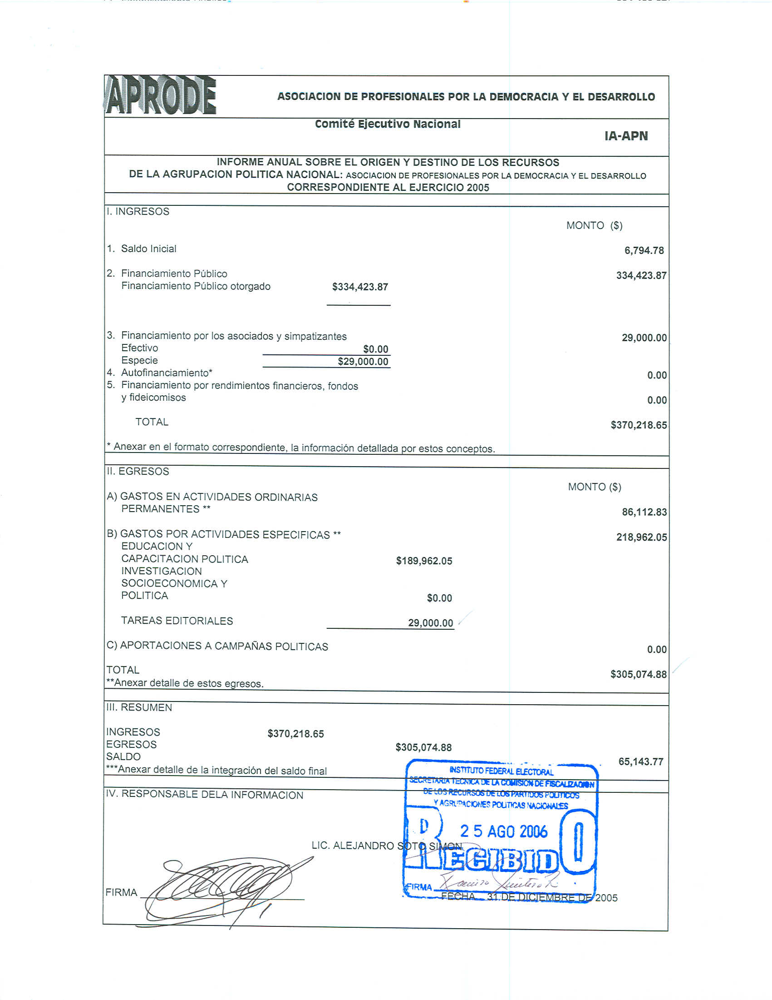 APRODE
ASOCIACION DE PROFESIONALES POR LA DEMOCRACIA Y EL DESARROLLO
Comité Ejecutivo Nacional
IA-APN
INFORME ANUAL SOBRE EL ORIGEN Y DESTINO DE LOS RECURSOS
DE LA AGRUPACION POLITICA NACIONAL: ASOCIACION DE PROFESIONALES POR LA DEMOCRACIA Y EL DESARROLLO
CORRESPONDIENTE AL EJERCICIO 2005
I. INGRESOS
MONTO ($)
1. Saldo Inicial 6,794.78
2. Financiamiento Público 334,423.87
Financiamiento Público otorgado $334,423.87
3. Financiamiento por los asociados y simpatizantes 29,000.00
Efectivo $0.00
Especie $29,000.00
4. Autofinanciamiento* 0.00
5. Financiamiento por rendimientos financieros, fondos
y fideicomisos 0.00
TOTAL $370,218.65
* Anexar en el formato correspondiente, la información detallada por estos conceptos.
II. EGRESOS
MONTO ($)
A) GASTOS EN ACTIVIDADES ORDINARIAS
PERMANENTES ** 86,112.83
B) GASTOS POR ACTIVIDADES ESPECIFICAS ** 218,962.05
EDUCACION Y
CAPACITACION POLITICA $189,962.05
INVESTIGACION
SOCIOECONOMICA Y
POLITICA $0.00
TAREAS EDITORIALES 29,000.00
C) APORTACIONES A CAMPAÑAS POLITICAS 0.00
TOTAL $305,074.88
**Anexar detalle de estos egresos.
III. RESUMEN
INGRESOS $370,218.65
EGRESOS $305,074.88
SALDO 65,143.77
***Anexar detalle de la integración del saldo final
INSTITUTO FEDERAL ELECTORAL
SECRETARIA TECNICA DE LA COMISION DE FISCALIZACION
DE LOS RECURSOS DE LOS PARTIDOS POLITICOS
Y AGRUPACIONES POLITICAS NACIONALES
IV. RESPONSABLE DELA INFORMACION
25 AGO 2006
LIC. ALEJANDRO SOTO SIMON
RECIBIDO
FIRMA
FIRMA
FECHA 31 DE DICIEMBRE DE 2005